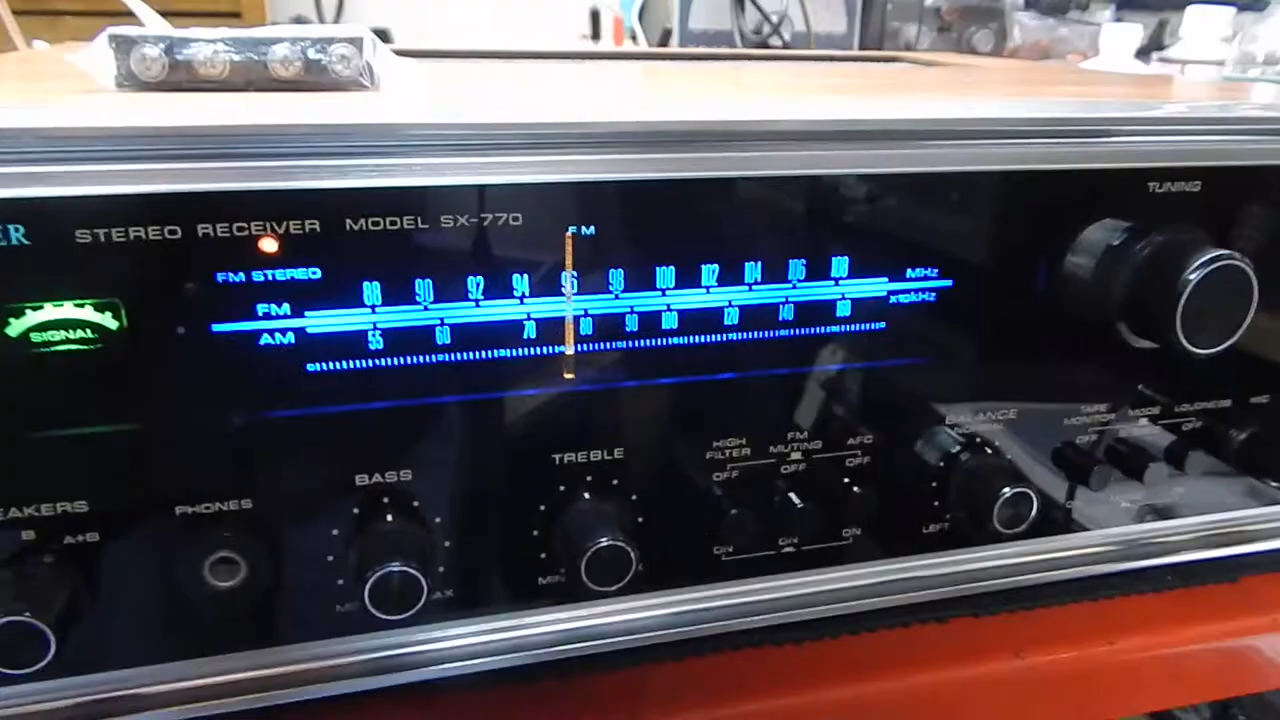 TUNING
ER STEREO RECEIVER MODEL SX-770
FM
FM STEREO
FM 88 90 92 94 96 98 100 102 104 106 108 MHz
AM 55 60 70 80 90 100 120 140 160 x10kHz
SIGNAL
EAKERS
B A+B
PHONES
BASS
TREBLE
MIN
HIGH FILTER
FM MUTING
AFC
OFF OFF OFF
ON ON ON
BALANCE
NORMAL
LEFT
TAPE MONITOR
MODE
LOUDNESS
OFF OFF